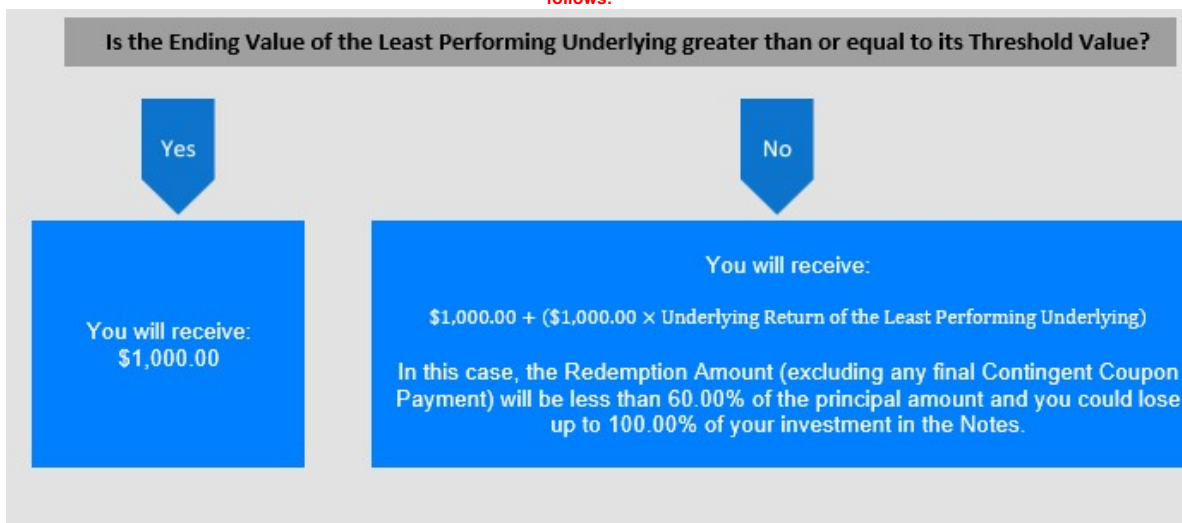 follows:
Is the Ending Value of the Least Performing Underlying greater than or equal to its Threshold Value?
Yes
No
You will receive:
$1,000.00
You will receive:
$1,000.00 + ($1,000.00 × Underlying Return of the Least Performing Underlying)
In this case, the Redemption Amount (excluding any final Contingent Coupon
Payment) will be less than 60.00% of the principal amount and you could lose
up to 100.00% of your investment in the Notes.